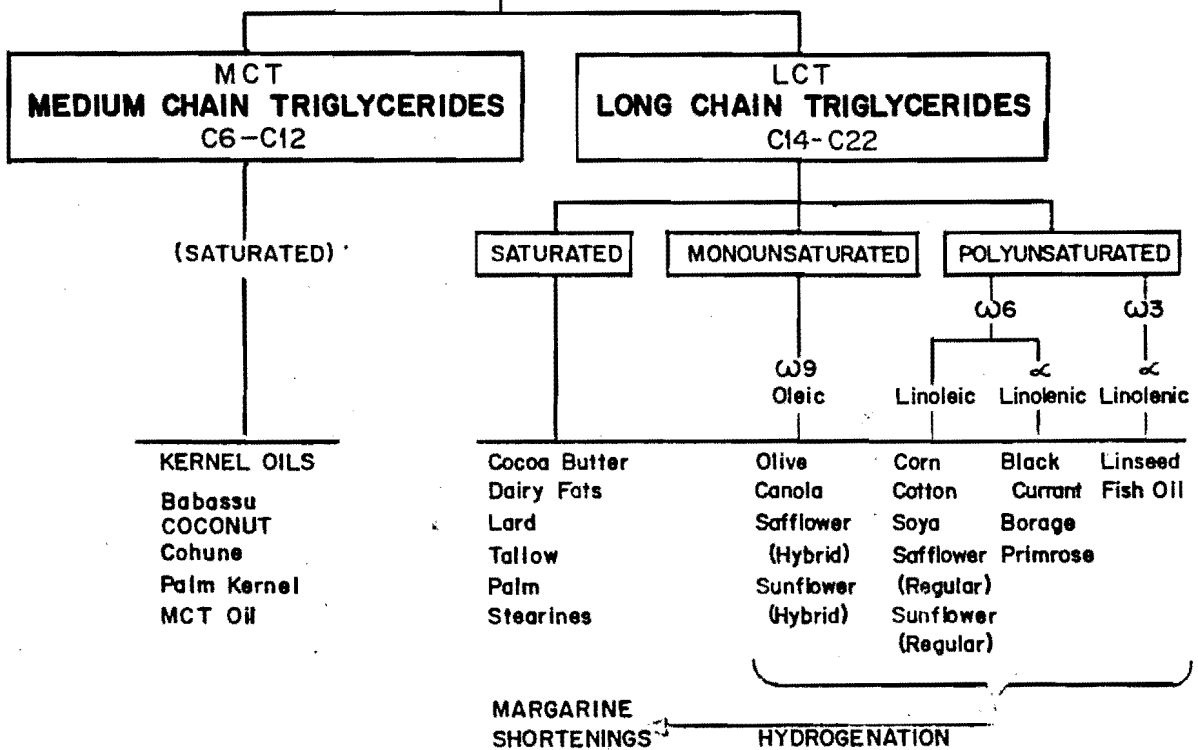 MCT
MEDIUM CHAIN TRIGLYCERIDES
C6-C12
LCT
LONG CHAIN TRIGLYCERIDES
C14-C22
(SATURATED)
SATURATED
MONOUNSATURATED
POLYUNSATURATED
ω6
ω3
ω9
Oleic
Linoleic
∝
Linolenic
∝
Linolenic
KERNEL OILS
Babassu
COCONUT
Cohune
Palm Kernel
MCT Oil
Cocoa Butter
Dairy Fats
Lard
Tallow
Palm
Stearines
Olive
Canola
Safflower
(Hybrid)
Sunflower
(Hybrid)
Corn
Cotton
Soya
Safflower
(Regular)
Sunflower
(Regular)
Black
Currant
Borage
Primrose
Linseed
Fish Oil
MARGARINE
SHORTENINGS
HYDROGENATION